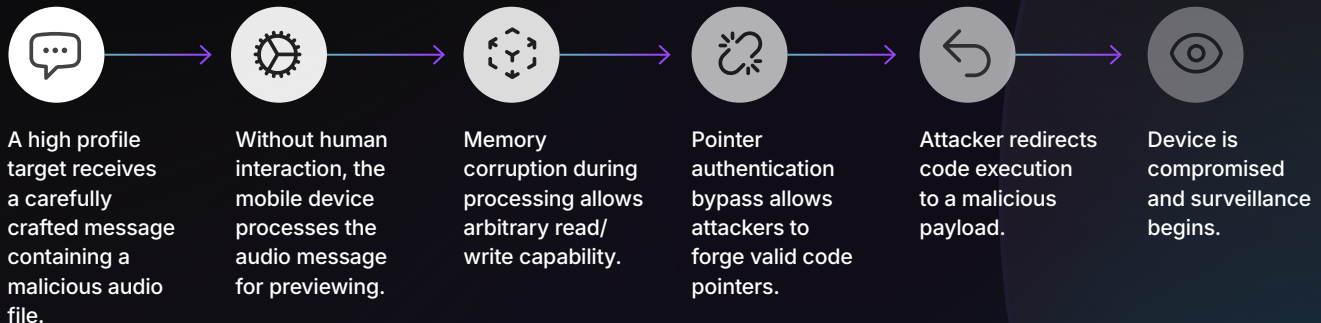 A high profile
target receives
a carefully
crafted message
containing a
malicious audio
file.
Without human
interaction, the
mobile device
processes the
audio message
for previewing.
Memory
corruption during
processing allows
arbitrary read/
write capability.
Pointer
authentication
bypass allows
attackers to
forge valid code
pointers.
Attacker redirects
code execution
to a malicious
payload.
Device is
compromised
and surveillance
begins.